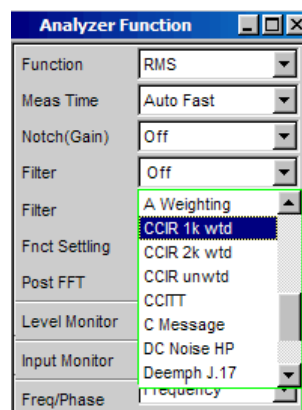 Analyzer Function
Function RMS
Meas Time Auto Fast
Notch(Gain) Off
Filter Off
Filter A Weighting
CCIR 1k wtd
Fnct Settling CCIR 2k wtd
Post FFT CCIR unwtd
CCITT
Level Monitor C Message
Input Monitor DC Noise HP
Deemph J.17
Freq/Phase Frequency